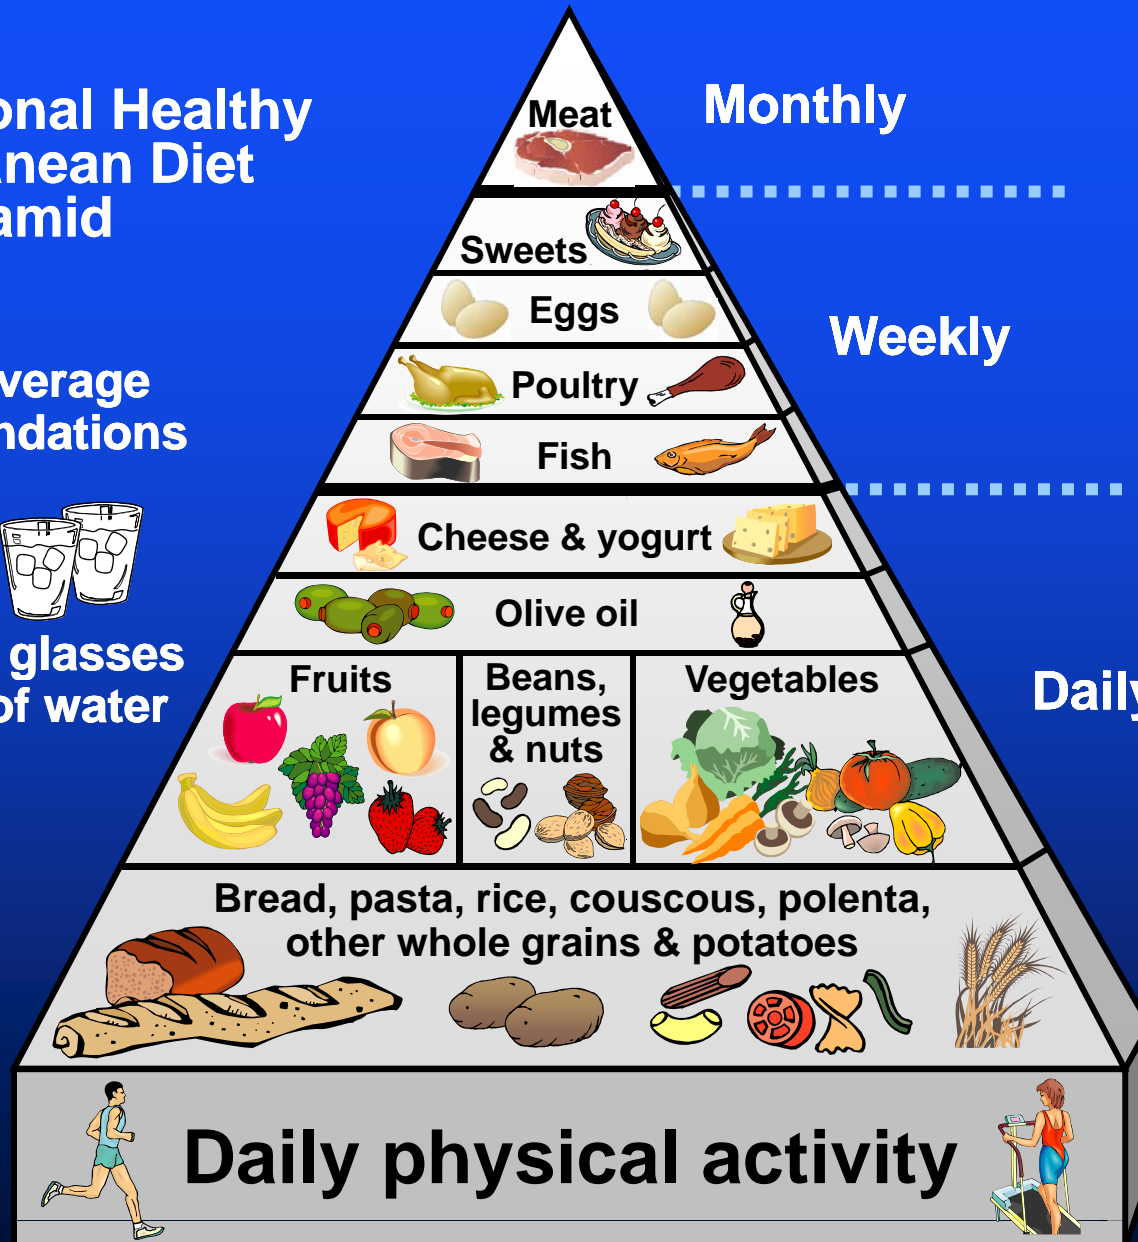 onal Healthy
nean Diet
amid
verage
ndations
glasses
of water
Meat
Monthly
Sweets
Eggs
Weekly
Poultry
Fish
Cheese & yogurt
Olive oil
Fruits
Beans,
legumes
& nuts
Vegetables
Daily
Bread, pasta, rice, couscous, polenta,
other whole grains & potatoes
Daily physical activity